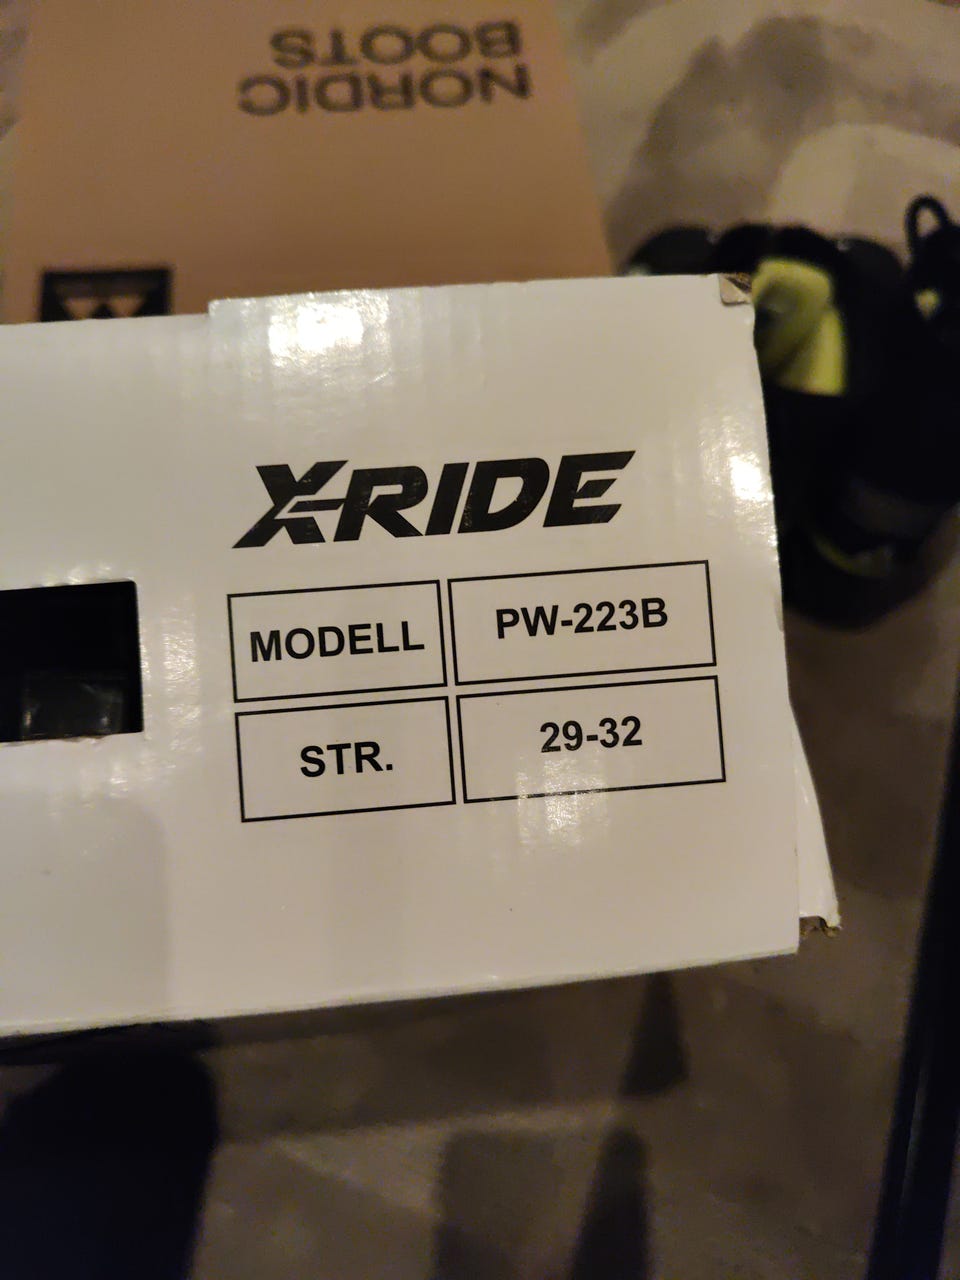 NORDIC
BOOTS
X-RIDE
MODELL PW-223B
STR. 29-32